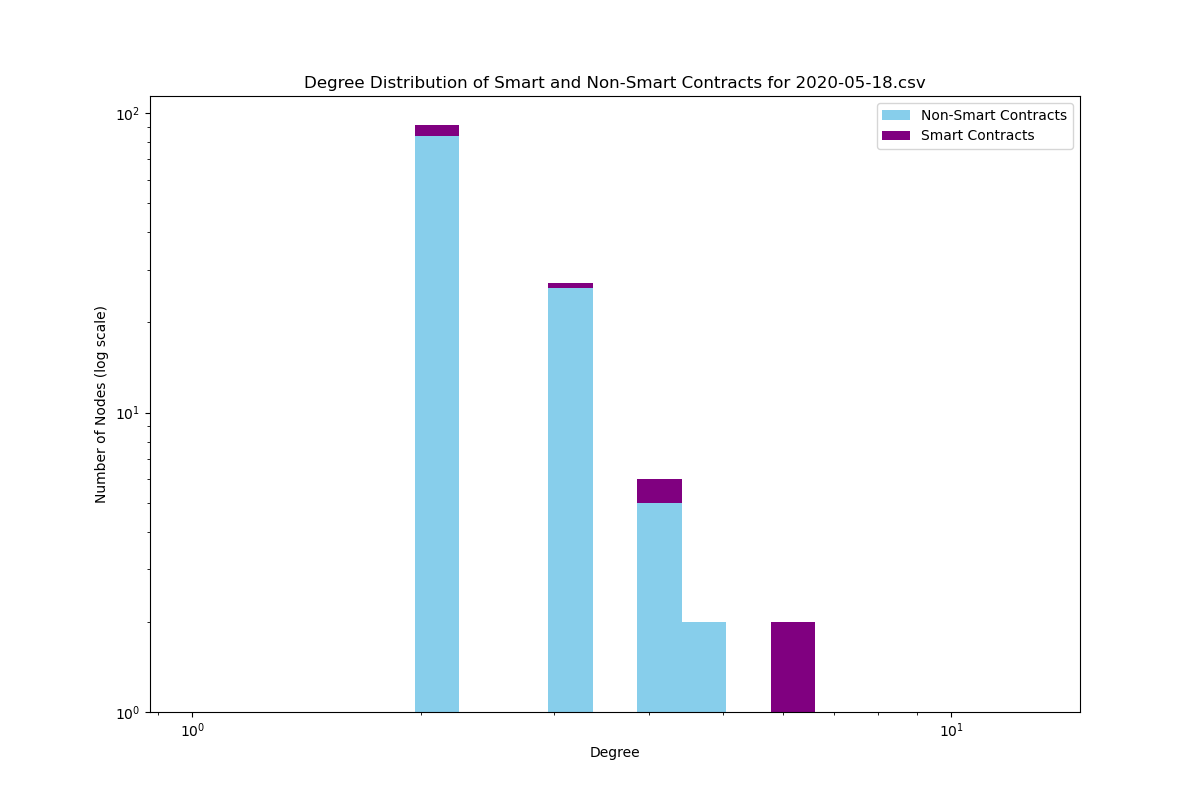 Degree Distribution of Smart and Non-Smart Contracts for 2020-05-18.csv
Non-Smart Contracts
Smart Contracts
10²
10¹
10⁰
Number of Nodes (log scale)
10⁰ 10¹
Degree